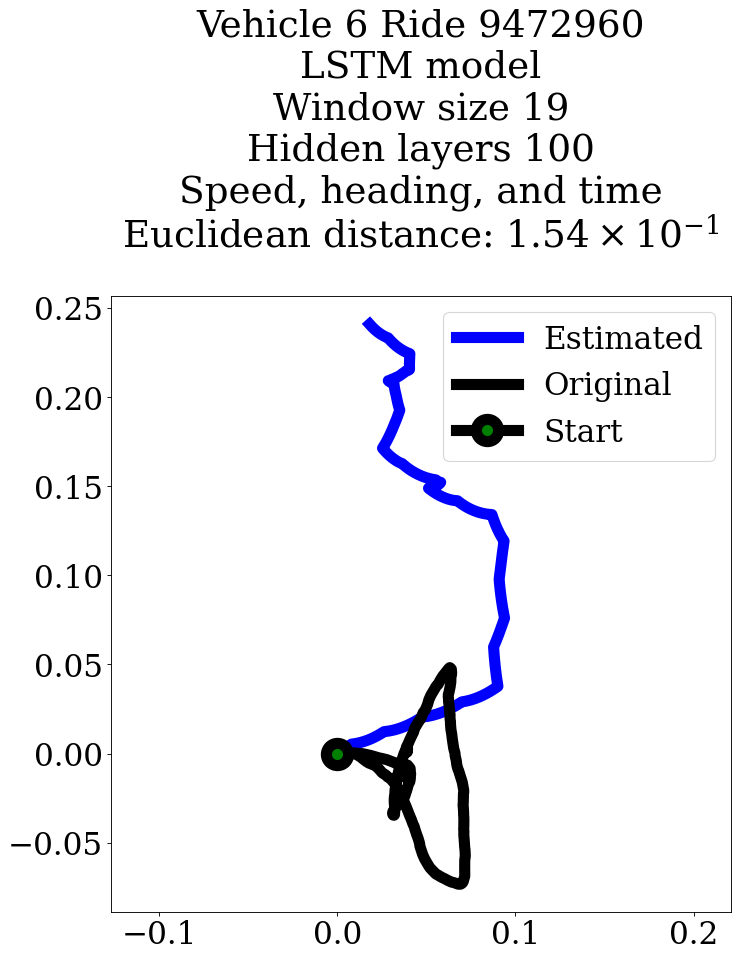 Vehicle 6 Ride 9472960
LSTM model
Window size 19
Hidden layers 100
Speed, heading, and time
Euclidean distance: 1.54 × 10⁻¹
Estimated
Original
Start
0.25
0.20
0.15
0.10
0.05
0.00
−0.05
−0.1
0.0
0.1
0.2